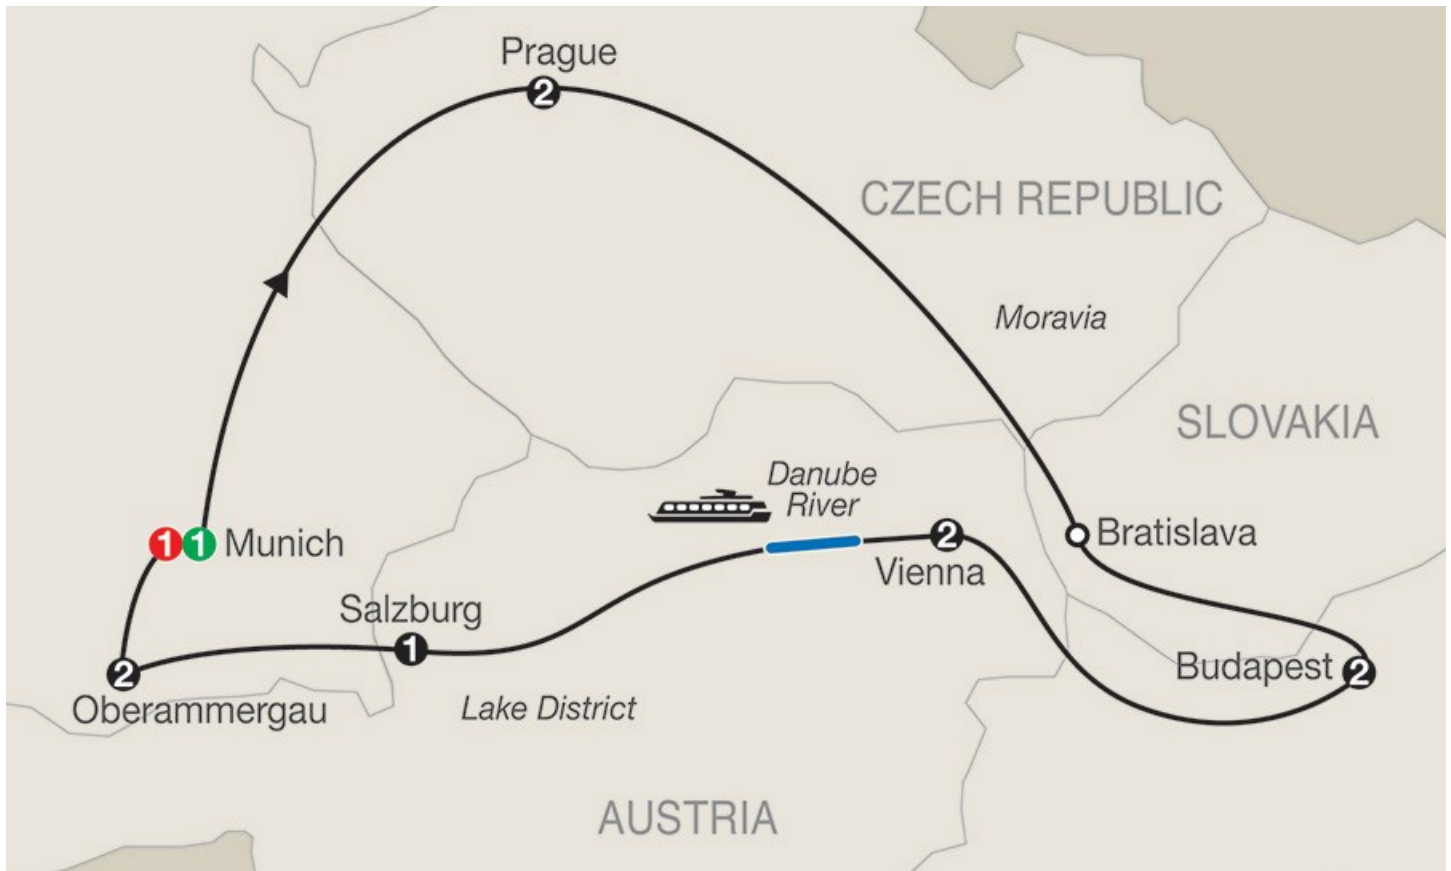 Prague
2
CZECH REPUBLIC
Moravia
SLOVAKIA
Danube
River
1 1 Munich
2
Vienna
Bratislava
Salzburg
1
2
Oberammergau
Lake District
Budapest 2
AUSTRIA